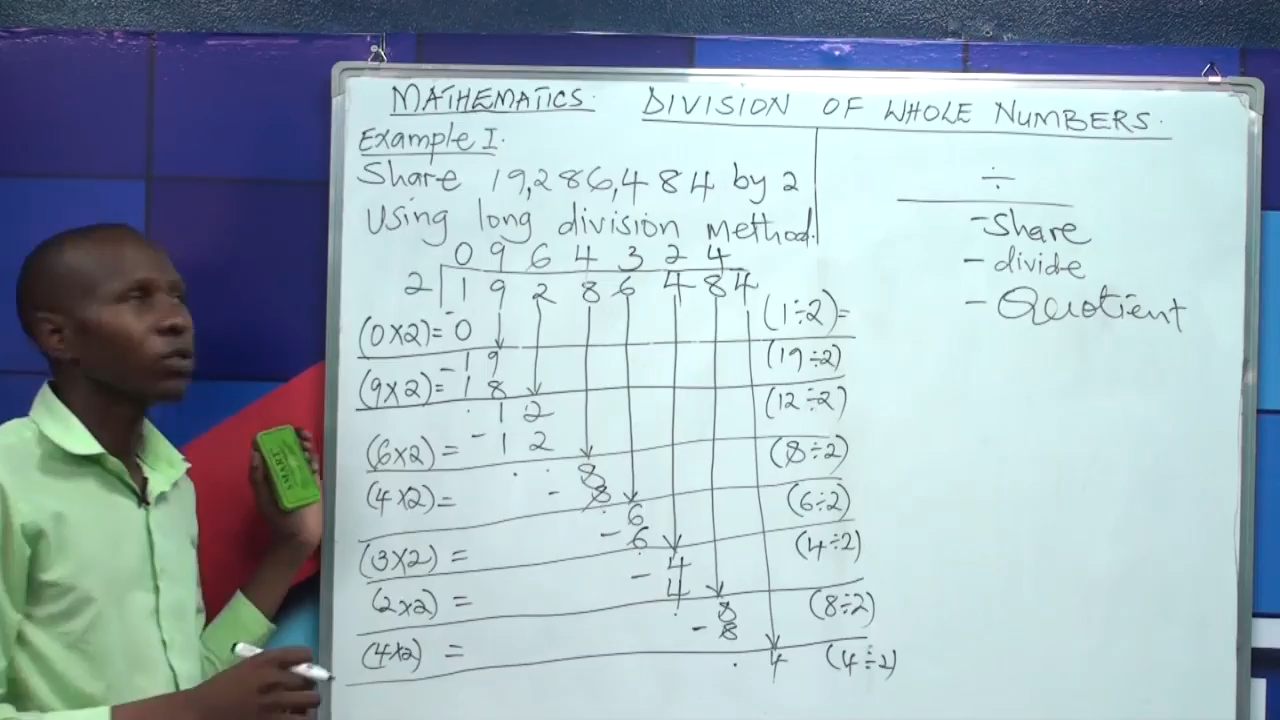 MATHEMATICS. DIVISION OF WHOLE NUMBERS.
Example I.
Share 19,286,484 by 2
Using long division method.
0 9 6 4 3 2 4
2 1 9 2 8 6 4 8 4
(0x2)= - 0 (1÷2)=
- 1 9 (19÷2)
(9x2)= 1 8
1 2 (12÷2)
(6x2) = - 1 2
8 (8÷2)
(4x2)= - 8
6 (6÷2)
(3x2) = - 6
4 (4÷2)
(2x2) = - 4
8 (8÷2)
(4x2) = - 8
4 (4÷2)
÷
- Share
- divide
- Quotient
SMART